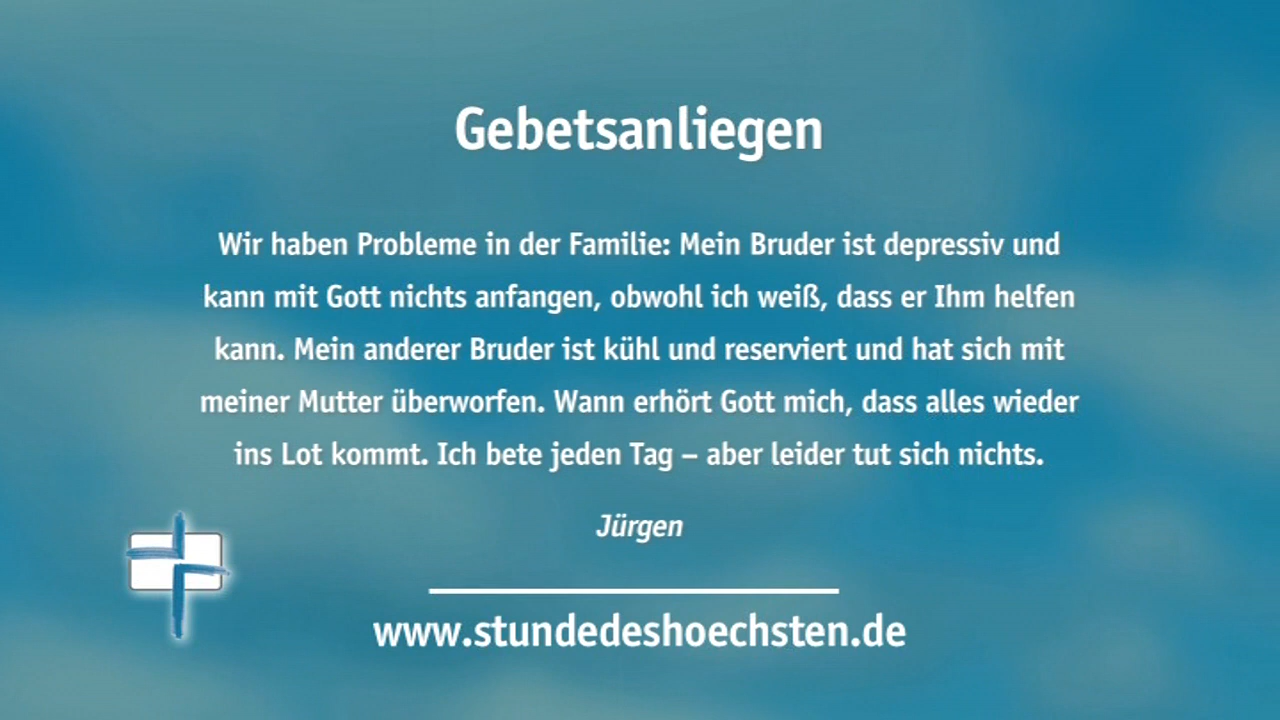 Gebetsanliegen
Wir haben Probleme in der Familie: Mein Bruder ist depressiv und
kann mit Gott nichts anfangen, obwohl ich weiß, dass er Ihm helfen
kann. Mein anderer Bruder ist kühl und reserviert und hat sich mit
meiner Mutter überworfen. Wann erhört Gott mich, dass alles wieder
ins Lot kommt. Ich bete jeden Tag – aber leider tut sich nichts.
Jürgen
www.stundedeshoechsten.de